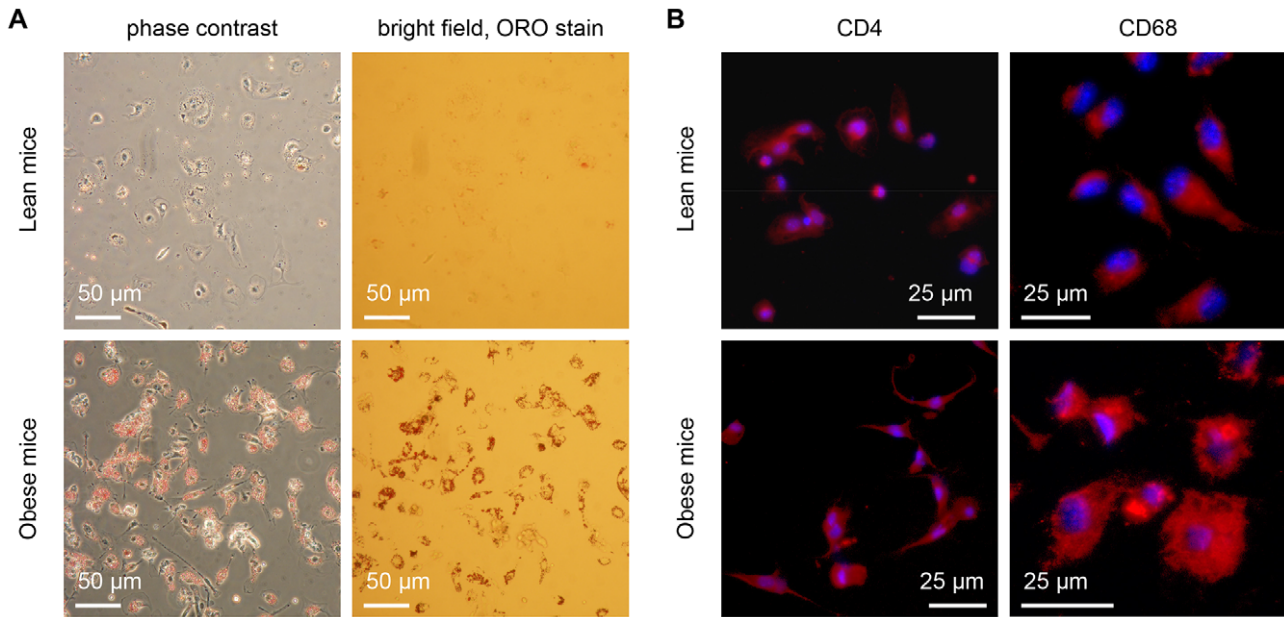 A
phase contrast
bright field, ORO stain
B
CD4
CD68
Lean mice
50 µm
50 µm
Lean mice
25 µm
25 µm
Obese mice
50 µm
50 µm
Obese mice
25 µm
25 µm